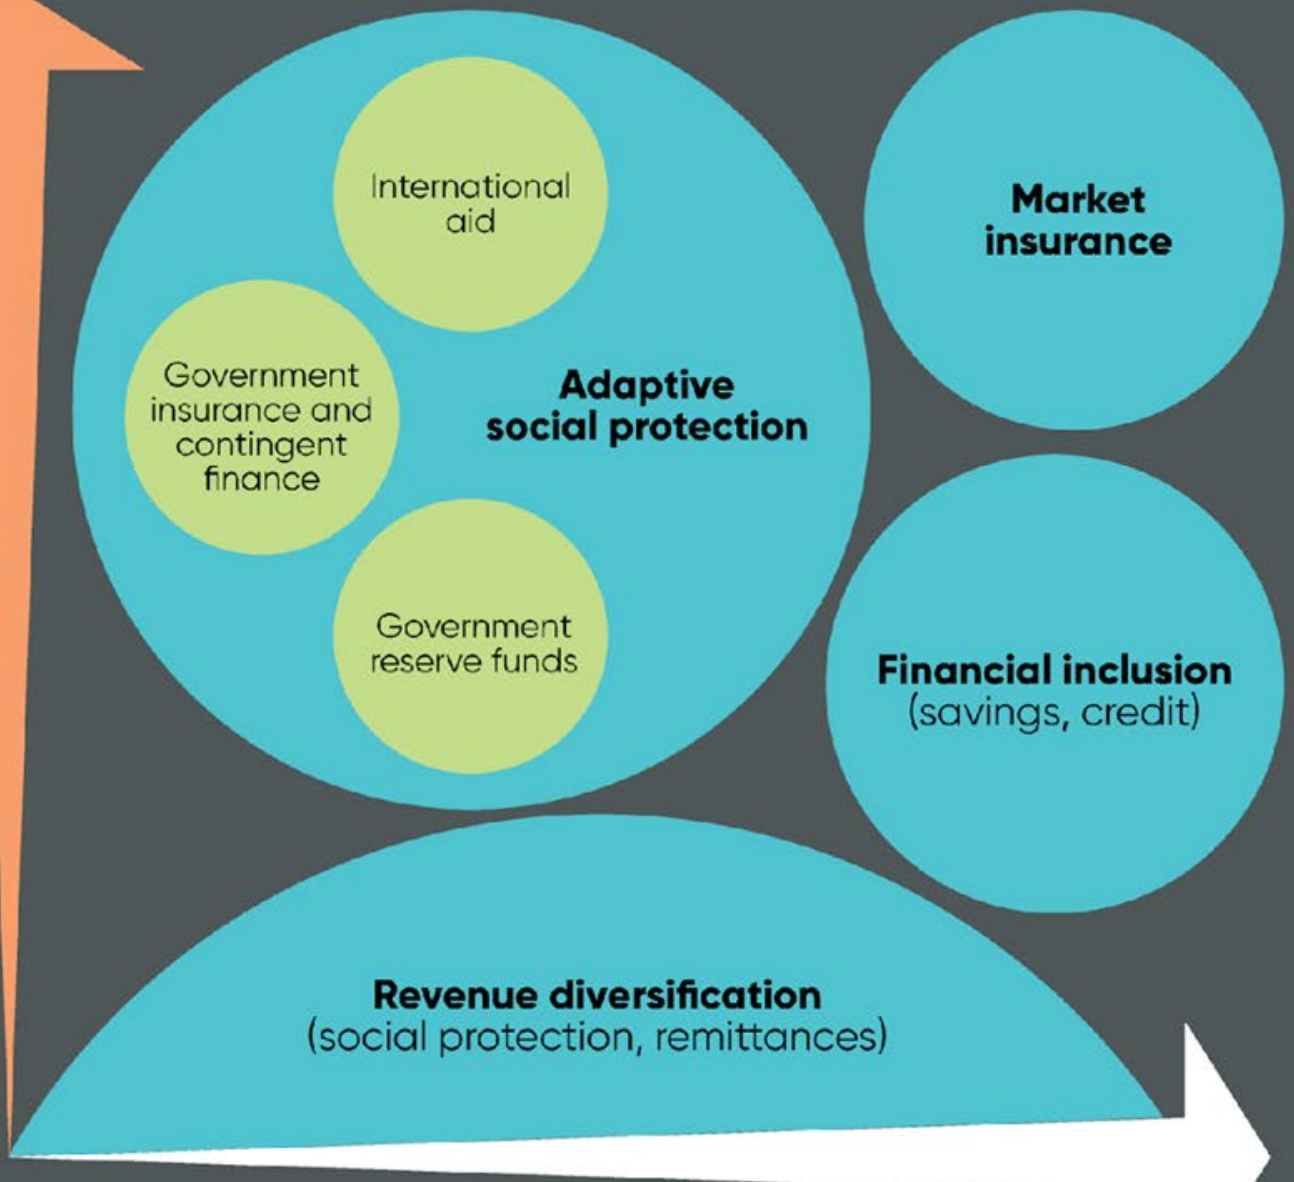 International
aid
Government
insurance and
contingent
finance
Adaptive
social protection
Government
reserve funds
Market
insurance
Financial inclusion
(savings, credit)
Revenue diversification
(social protection, remittances)